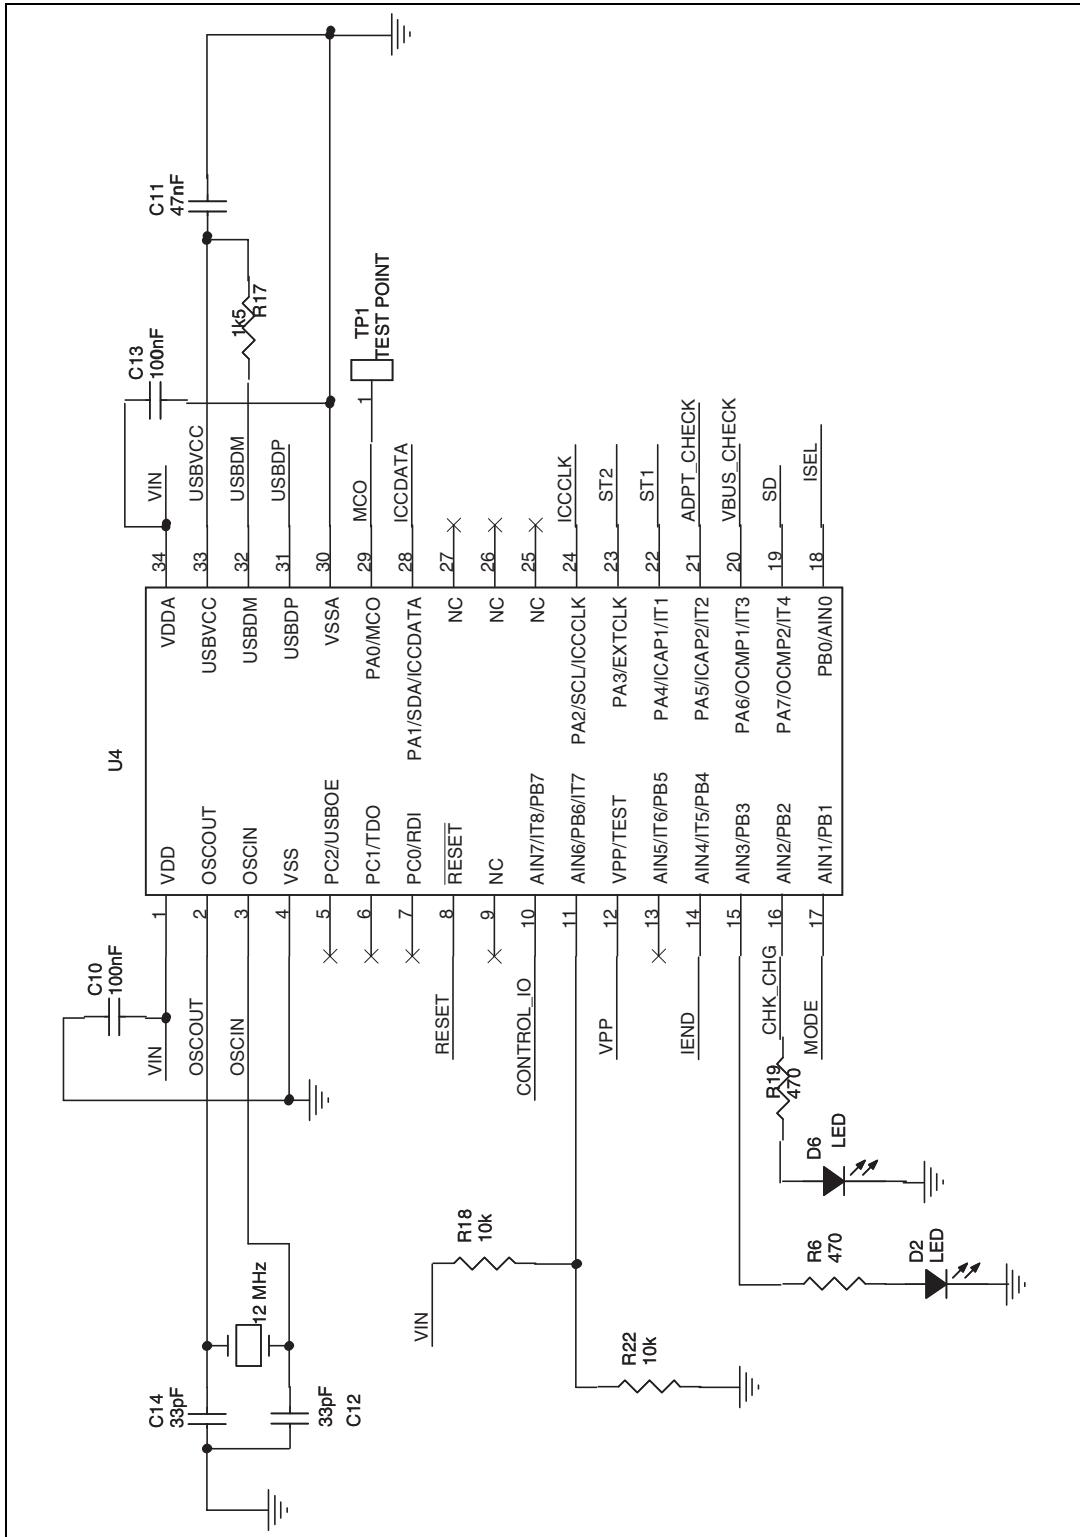 C11
47nF
C13
100nF
1k5
R17
TP1
TEST POINT
1
VIN
USBVCC
USBDM
USBDP
MCO
ICCDATA
ICCCLK
ST2
ST1
ADPT_CHECK
VBUS_CHECK
SD
ISEL
34
33
32
31
30
29
28
27
26
25
24
23
22
21
20
19
18
U4
VDDA
USBVCC
USBDM
USBDP
VSSA
PA0/MCO
PA1/SDA/ICCDATA
NC
NC
NC
PA2/SCL/ICCCLK
PA3/EXTCLK
PA4/ICAP1/IT1
PA5/ICAP2/IT2
PA6/OCMP1/IT3
PA7/OCMP2/IT4
PB0/AIN0
VDD
OSCOUT
OSCIN
VSS
PC2/USBOE
PC1/TDO
PC0/RDI
RESET
NC
AIN7/IT8/PB7
AIN6/PB6/IT7
VPP/TEST
AIN5/IT6/PB5
AIN4/IT5/PB4
AIN3/PB3
AIN2/PB2
AIN1/PB1
1
2
3
4
5
6
7
8
9
10
11
12
13
14
15
16
17
C10
100nF
VIN
OSCOUT
OSCIN
RESET
CONTROL_IO
VPP
IEND
CHK_CHG
MODE
R19
470
D6
LED
R6
470
D2
LED
R18
10k
VIN
R22
10k
12 MHz
C14
33pF
33pF
C12